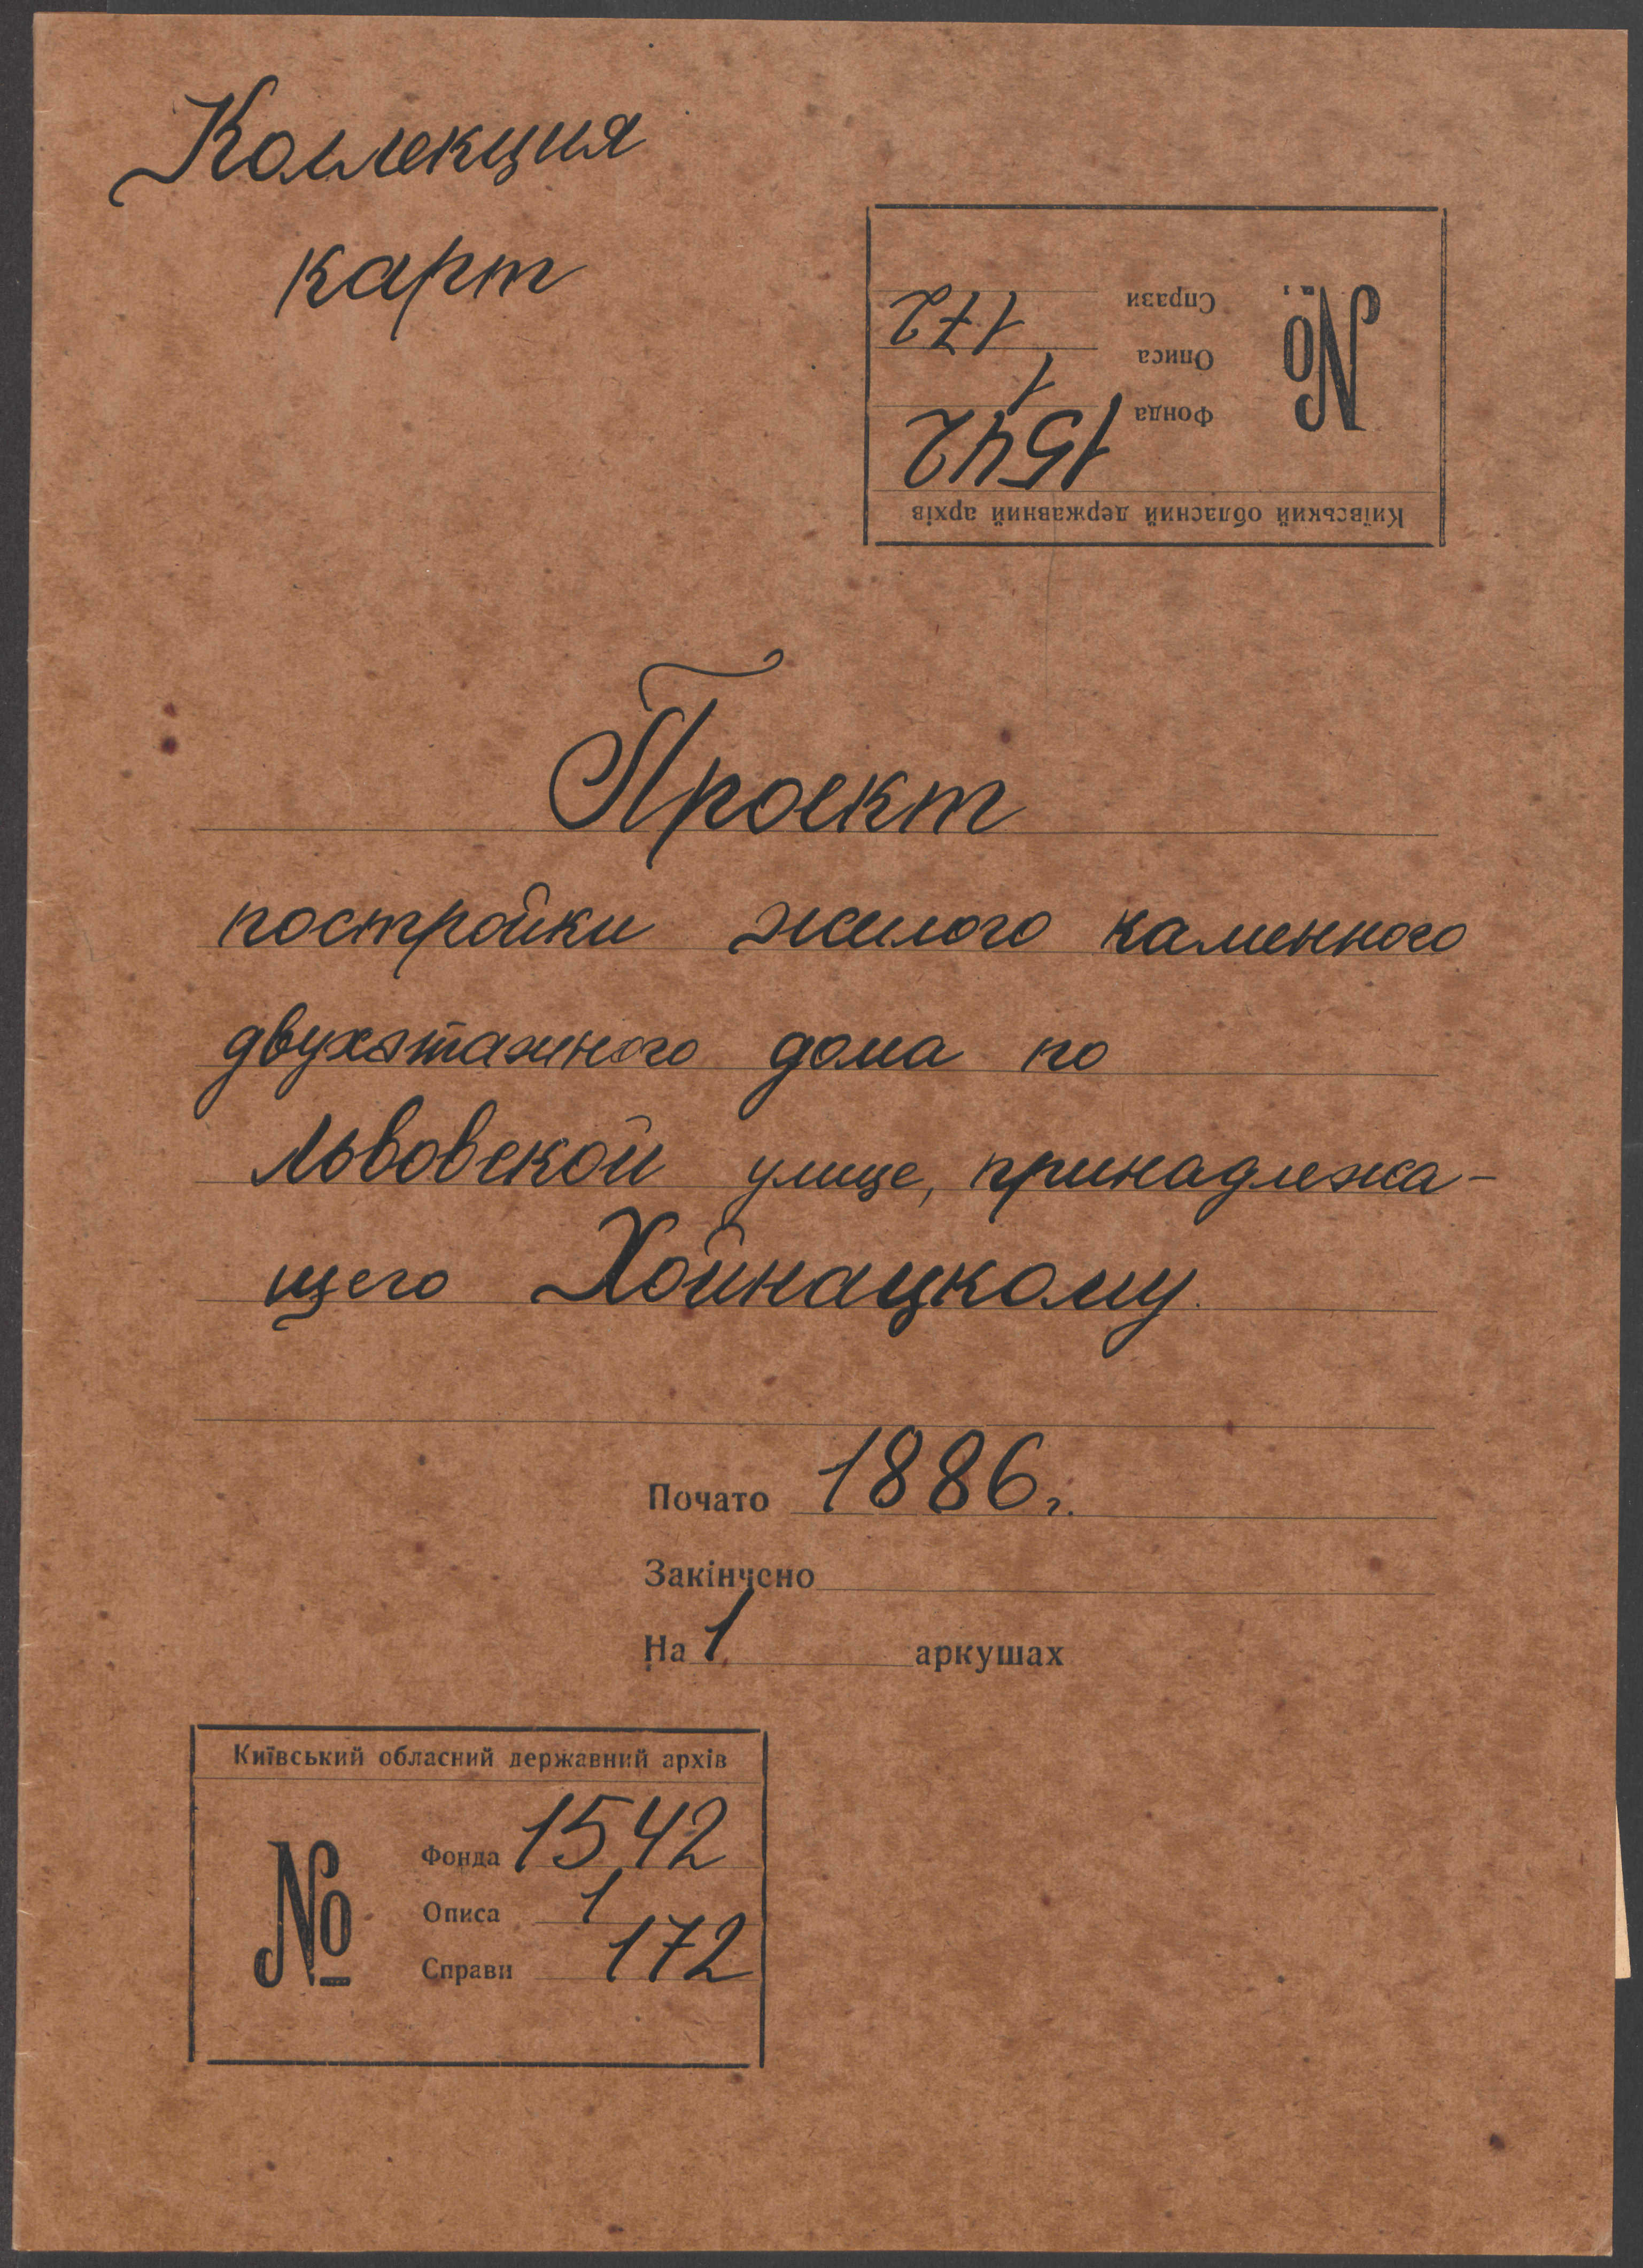 Коллекция
карт
Київський обласний державний архів
№
Фонда 1542
Описа 1
Справи 172
Проект
постройки жилого каменного
двухэтажного дома по
Львовской улице, принадлежа-
щего Хойнацкому.
Почато 1886 г.
Закінчено
На 1 аркушах
Київський обласний державний архів
№
Фонда 1542
Описа 1
Справи 172